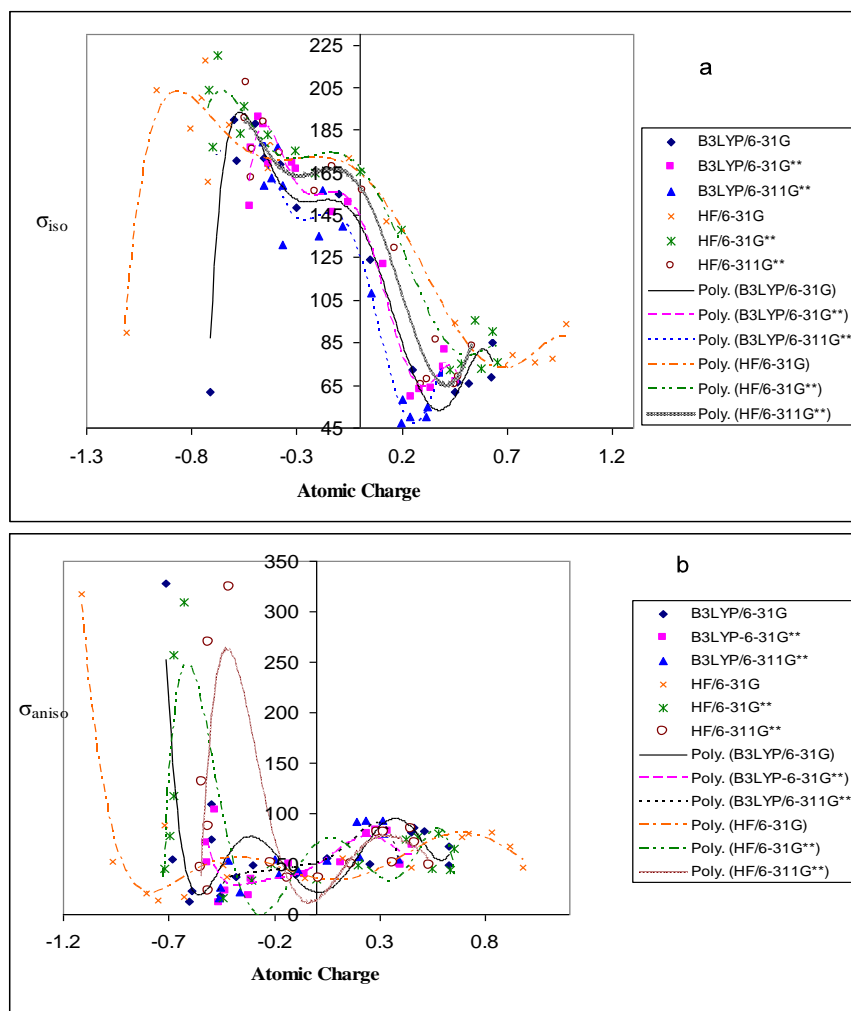 a
225
205
185
165
145
125
105
85
65
45
σiso
-1.3
-0.8
-0.3
0.2
0.7
1.2
Atomic Charge
B3LYP/6-31G
B3LYP/6-31G**
B3LYP/6-311G**
HF/6-31G
HF/6-31G**
HF/6-311G**
Poly. (B3LYP/6-31G)
Poly. (B3LYP/6-31G**)
Poly. (B3LYP/6-311G**
Poly. (HF/6-31G)
Poly. (HF/6-31G**)
Poly. (HF/6-311G**)
b
350
300
250
200
150
100
50
0
σaniso
-1.2
-0.7
-0.2
0.3
0.8
Atomic Charge
B3LYP/6-31G
B3LYP-6-31G**
B3LYP/6-311G**
HF/6-31G
HF/6-31G**
HF/6-311G**
Poly. (B3LYP/6-31G)
Poly. (B3LYP-6-31G**)
Poly. (B3LYP/6-311G**
Poly. (HF/6-31G)
Poly. (HF/6-31G**)
Poly. (HF/6-311G**)